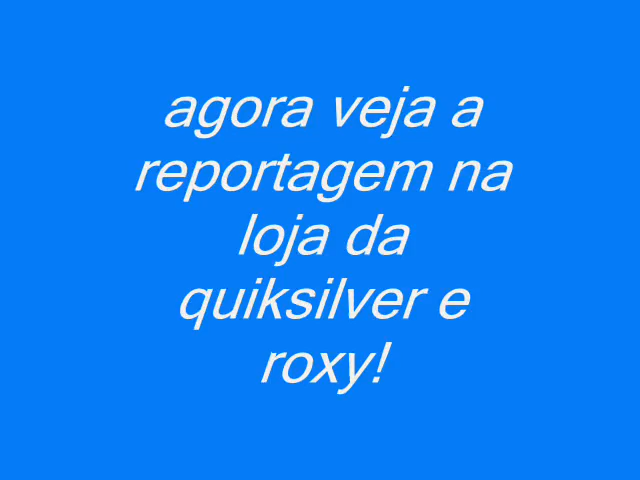 agora veja a
reportagem na
loja da
quiksilver e
roxy!